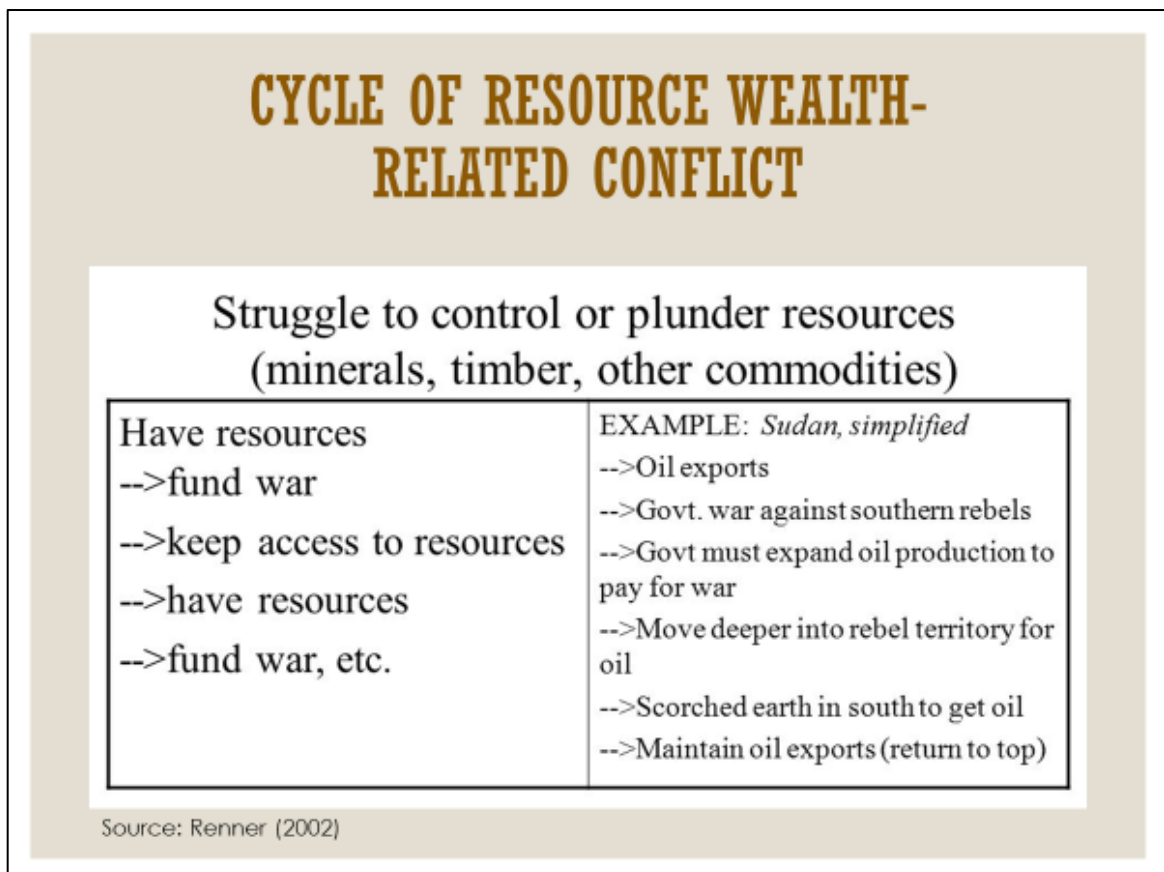 CYCLE OF RESOURCE WEALTH-
RELATED CONFLICT
Struggle to control or plunder resources
(minerals, timber, other commodities)
Have resources
-->fund war
-->keep access to resources
-->have resources
-->fund war, etc.
EXAMPLE: Sudan, simplified
-->Oil exports
-->Govt. war against southern rebels
-->Govt must expand oil production to
pay for war
-->Move deeper into rebel territory for
oil
-->Scorched earth in south to get oil
-->Maintain oil exports (return to top)
Source: Renner (2002)